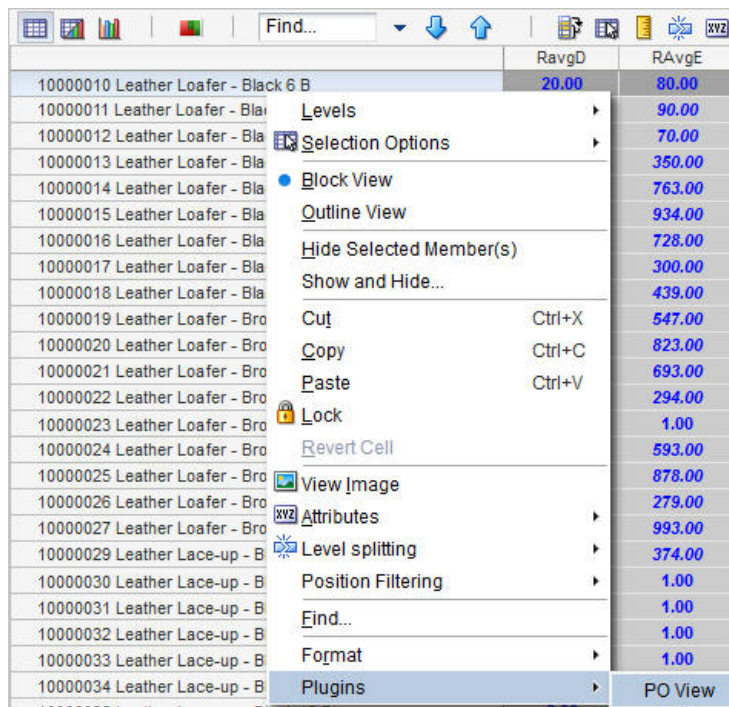 Find...
XYZ
RavgD RAvgE
10000010 Leather Loafer - Black 6 B 20.00 80.00
10000011 Leather Loafer - Bla 90.00
10000012 Leather Loafer - Bla 70.00
10000013 Leather Loafer - Bla 350.00
10000014 Leather Loafer - Bla 763.00
10000015 Leather Loafer - Bla 934.00
10000016 Leather Loafer - Bla 728.00
10000017 Leather Loafer - Bla 300.00
10000018 Leather Loafer - Bla 439.00
10000019 Leather Loafer - Bro 547.00
10000020 Leather Loafer - Bro 823.00
10000021 Leather Loafer - Bro 693.00
10000022 Leather Loafer - Bro 294.00
10000023 Leather Loafer - Bro 1.00
10000024 Leather Loafer - Bro 593.00
10000025 Leather Loafer - Bro 878.00
10000026 Leather Loafer - Bro 279.00
10000027 Leather Loafer - Bro 993.00
10000029 Leather Lace-up - B 374.00
10000030 Leather Lace-up - B 1.00
10000031 Leather Lace-up - B 1.00
10000032 Leather Lace-up - B 1.00
10000033 Leather Lace-up - B 1.00
10000034 Leather Lace-up - B
Levels
Selection Options
Block View
Outline View
Hide Selected Member(s)
Show and Hide...
Cut Ctrl+X
Copy Ctrl+C
Paste Ctrl+V
Lock
Revert Cell
View Image
XYZ Attributes
Level splitting
Position Filtering
Find...
Format
Plugins
PO View